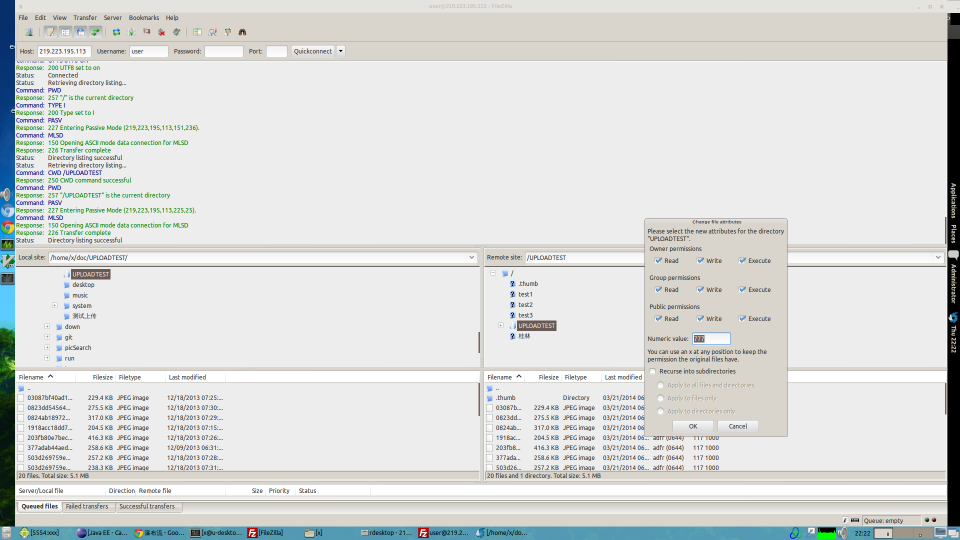 user@219.223.195.113 - FileZilla
File Edit View Transfer Server Bookmarks Help
Host: 219.223.195.113 Username: user Password: Port: Quickconnect
Response: 200 UTF8 set to on
Status: Connected
Status: Retrieving directory listing...
Command: PWD
Response: 257 "/" is the current directory
Command: TYPE I
Response: 200 Type set to I
Command: PASV
Response: 227 Entering Passive Mode (219,223,195,113,151,236).
Command: MLSD
Response: 150 Opening ASCII mode data connection for MLSD
Response: 226 Transfer complete
Status: Directory listing successful
Status: Retrieving directory listing...
Command: CWD /UPLOADTEST
Response: 250 CWD command successful
Command: PWD
Response: 257 "/UPLOADTEST" is the current directory
Command: PASV
Response: 227 Entering Passive Mode (219,223,195,113,225,25).
Command: MLSD
Response: 150 Opening ASCII mode data connection for MLSD
Response: 226 Transfer complete
Status: Directory listing successful
Local site: /home/x/doc/UPLOADTEST/
UPLOADTEST
desktop
music
system
测试上传
down
git
picSearch
run
Filename Filesize Filetype Last modified
..
03087bf40ad1... 229.4 KB JPEG image 12/18/2013 07:25:...
0823dd54564... 275.5 KB JPEG image 12/18/2013 07:27:...
0824ab18972... 317.0 KB JPEG image 12/18/2013 07:29:...
1918acc18dd7... 204.5 KB JPEG image 12/18/2013 07:15:...
203fb80e7bec... 416.3 KB JPEG image 12/18/2013 07:26:...
377adab44aed... 258.6 KB JPEG image 12/09/2013 06:31:...
503d269759e... 257.2 KB JPEG image 12/18/2013 07:32:...
503d269759e... 238.3 KB JPEG image 12/18/2013 07:31:...
20 files. Total size: 5.1 MB
Remote site: /UPLOADTEST
/
.thumb
test1
test2
test3
UPLOADTEST
桂林
Filename Filesize Filetype Last modified
..
.thumb Directory 03/21/2014 06
03087b... 229.4 KB JPEG image 03/21/2014 06
0823dd... 275.5 KB JPEG image 03/21/2014 06
0824ab... 317.0 KB JPEG image 03/21/2014 06
1918ac... 204.5 KB JPEG image 03/21/2014 06... adfr (0644) 117 1000
203fb8... 416.3 KB JPEG image 03/21/2014 06... adfr (0644) 117 1000
377ada... 258.6 KB JPEG image 03/21/2014 06... adfr (0644) 117 1000
503d26... 257.2 KB JPEG image 03/21/2014 06... adfr (0644) 117 1000
20 files and 1 directory. Total size: 5.1 MB
Change file attributes
Please select the new attributes for the directory
"UPLOADTEST".
Owner permissions
Read Write Execute
Group permissions
Read Write Execute
Public permissions
Read Write Execute
Numeric value: 777
You can use an x at any position to keep the
permission the original files have.
Recurse into subdirectories
Apply to all files and directories
Apply to files only
Apply to directories only
OK Cancel
Server/Local file Direction Remote file Size Priority Status
Queued files Failed transfers Successful transfers
Queue: empty
Applications
Places
Administrator
Thu 22:22
[5554:xxx] [Java EE - Ca... 瀑布流 - Goo... [x@u-deskto... [FileZilla] [x] rdesktop - 21... user@219.2... [/home/x/do... 22:22